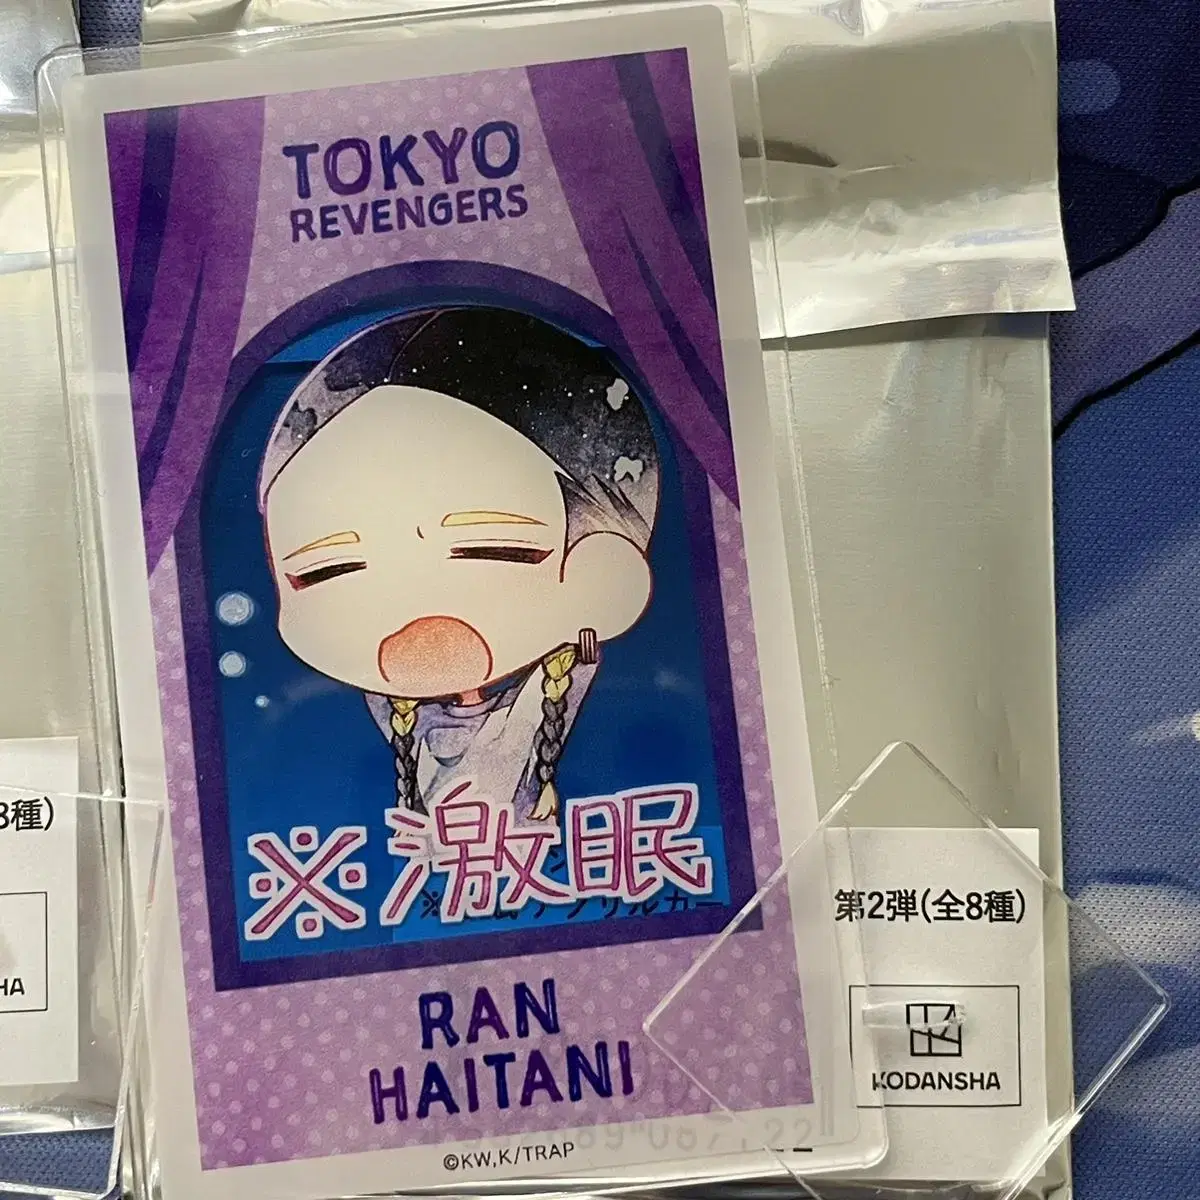 TOKYO
REVENGERS
※激眠
RAN
HAITANI
©KW,K/TRAP
第2弾(全8種)
KODANSHA
8種)
HA